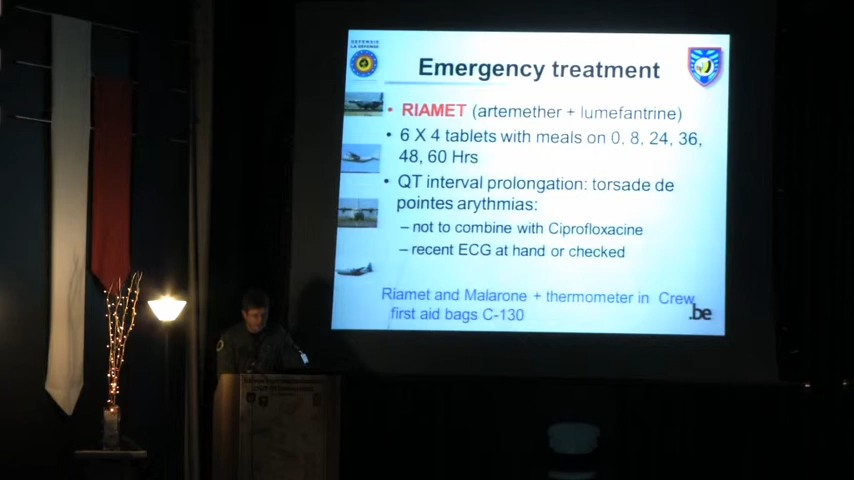 DEFENSIE
LA DEFENSE
Emergency treatment
• RIAMET (artemether + lumefantrine)
• 6 X 4 tablets with meals on 0, 8, 24, 36,
48, 60 Hrs
• QT interval prolongation: torsade de
pointes arythmias:
– not to combine with Ciprofloxacine
– recent ECG at hand or checked
Riamet and Malarone + thermometer in Crew
first aid bags C-130
.be